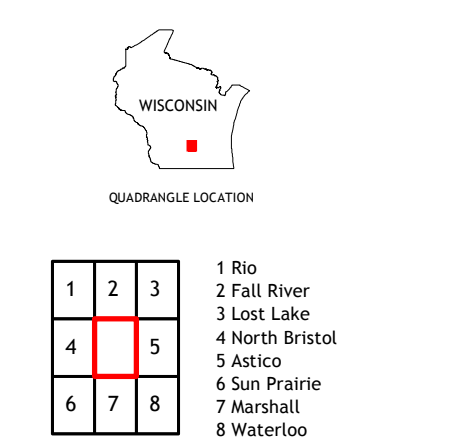 WISCONSIN
QUADRANGLE LOCATION
1 2 3
4 5
6 7 8
1 Rio
2 Fall River
3 Lost Lake
4 North Bristol
5 Astico
6 Sun Prairie
7 Marshall
8 Waterloo